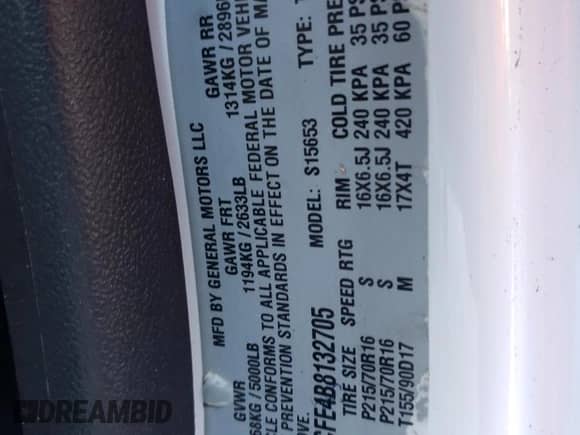 MFD BY GENERAL MOTORS LLC
GVWR GAWR FRT GAWR RR
68KG / 5000LB 1194KG / 2633LB 1314KG / 2896
CLE CONFORMS TO ALL APPLICABLE FEDERAL MOTOR VEH
PREVENTION STANDARDS IN EFFECT ON THE DATE OF MA
OVE.
FE4B8132705 MODEL: S15653 TYPE:
TIRE SIZE SPEED RTG RIM COLD TIRE PRE
P215/70R16 S 16X6.5J 240 KPA 35 PS
P215/70R16 S 16X6.5J 240 KPA 35 PS
T155/90D17 M 17X4T 420 KPA 60 P
DREAMBID